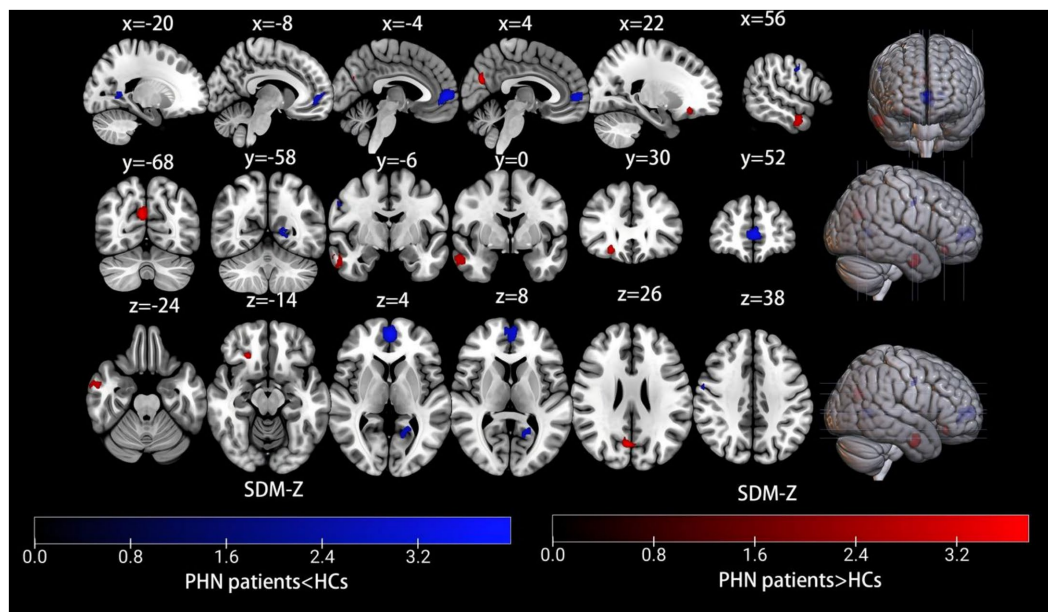 x=-20 x=-8 x=-4 x=4 x=22 x=56
y=-68 y=-58 y=-6 y=0 y=30 y=52
z=-24 z=-14 z=4 z=8 z=26 z=38
SDM-Z SDM-Z
0.0 1.6 2.4 3.2 0.0 0.8 1.6 2.4 3.2
PHN patients<HCs PHN patients>HCs